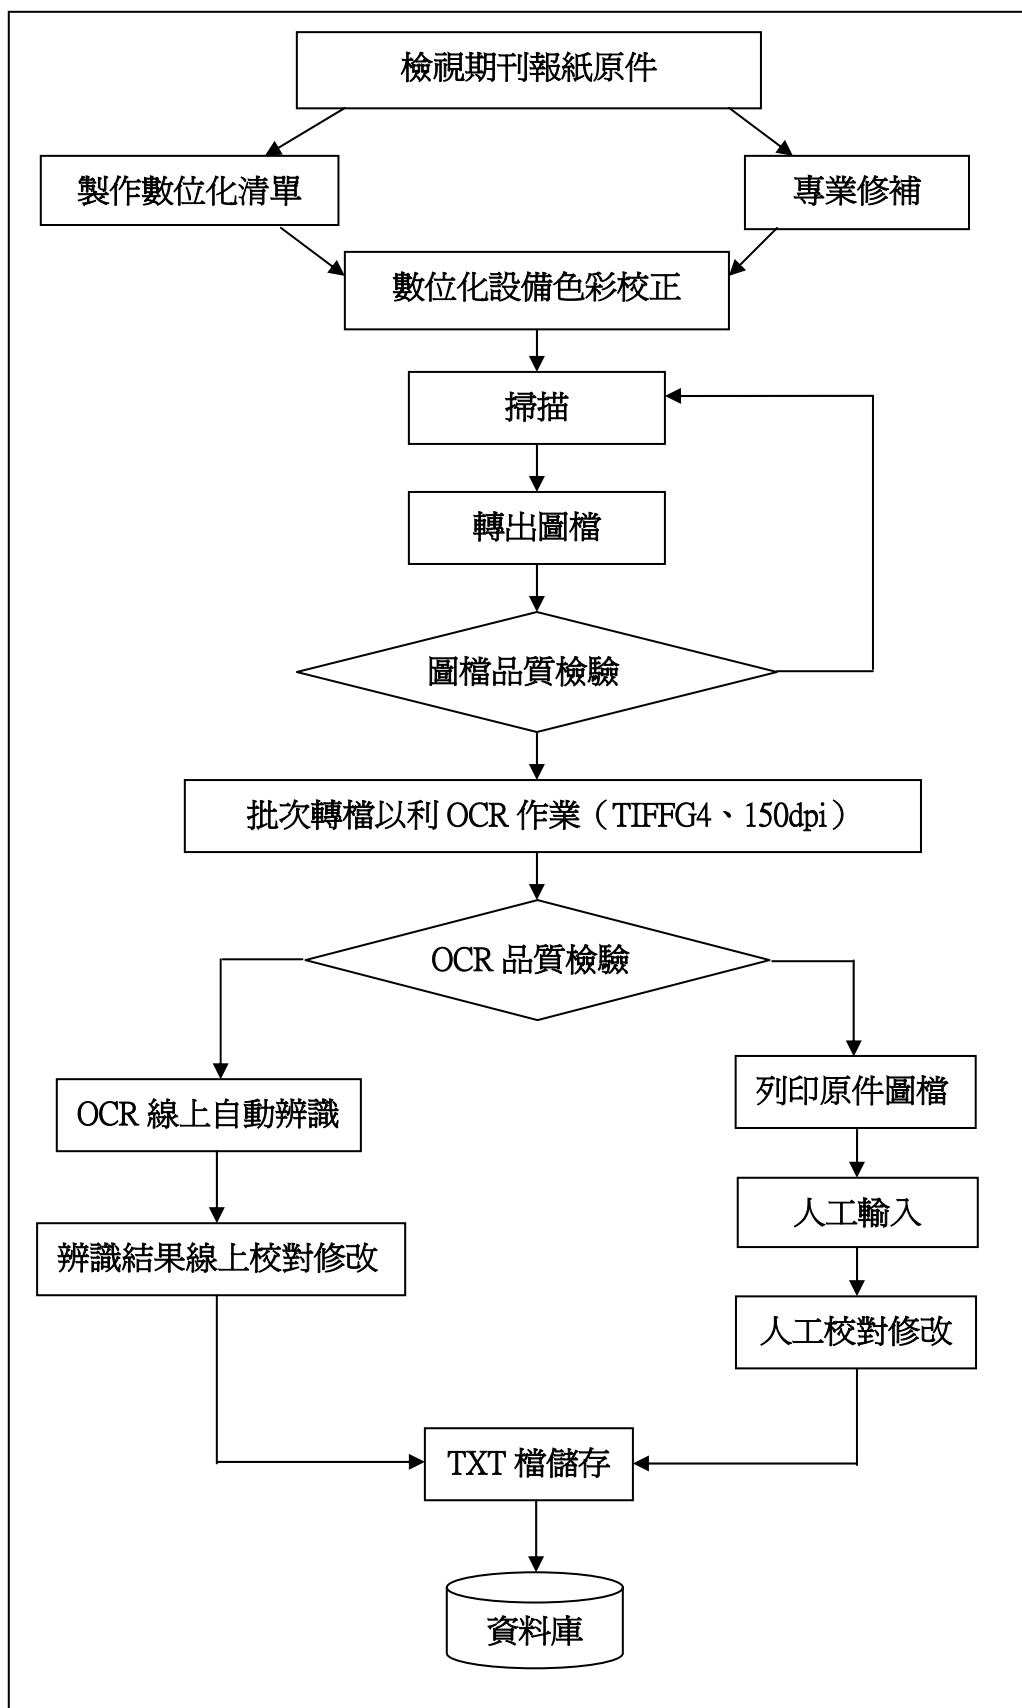 檢視期刊報紙原件
製作數位化清單
專業修補
數位化設備色彩校正
掃描
轉出圖檔
圖檔品質檢驗
批次轉檔以利 OCR 作業（TIFFG4、150dpi）
OCR 品質檢驗
OCR 線上自動辨識
列印原件圖檔
人工輸入
辨識結果線上校對修改
人工校對修改
TXT 檔儲存
資料庫